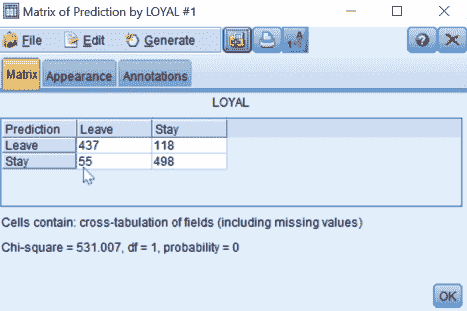 Matrix of Prediction by LOYAL #1
File Edit Generate
Matrix Appearance Annotations
LOYAL
Prediction Leave Stay
Leave 437 118
Stay 55 498
Cells contain: cross-tabulation of fields (including missing values)
Chi-square = 531.007, df = 1, probability = 0
OK